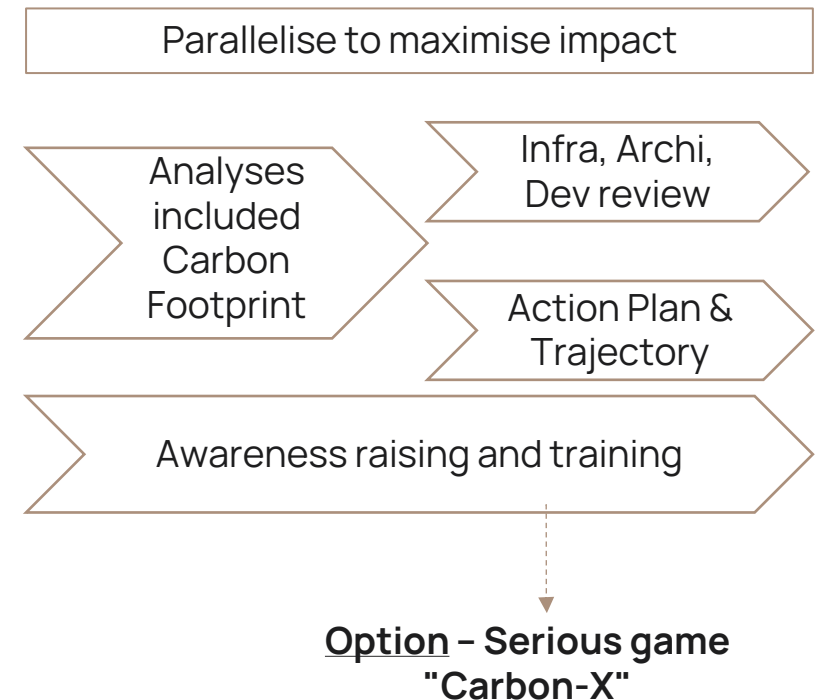 Parallelise to maximise impact
Analyses
included
Carbon
Footprint
Infra, Archi,
Dev review
Action Plan &
Trajectory
Awareness raising and training
Option – Serious game
"Carbon-X"